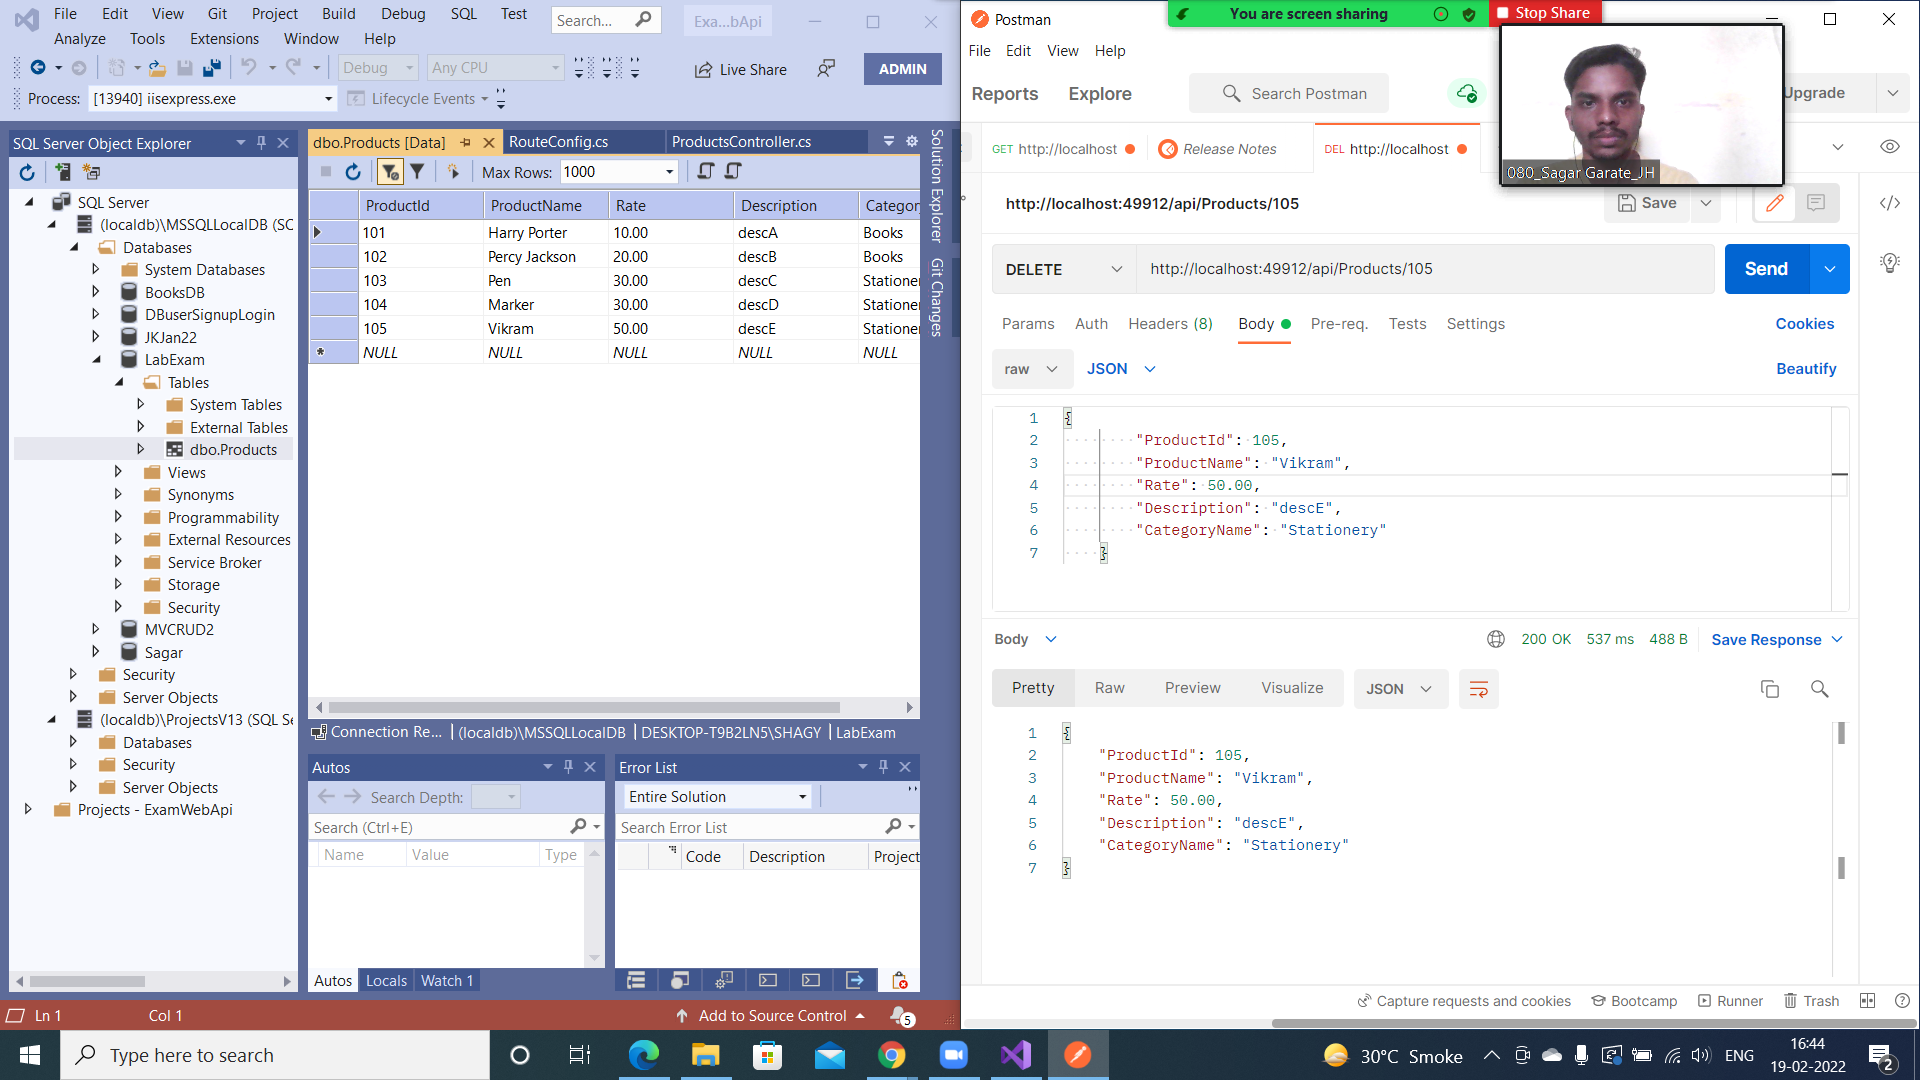 File Edit View Git Project Build Debug SQL Test
Analyze Tools Extensions Window Help
Search...
Exa...bApi
Debug Any CPU
Live Share
ADMIN
Process: [13940] iisexpress.exe
Lifecycle Events
SQL Server Object Explorer
SQL Server
(localdb)\MSSQLLocalDB (SC
Databases
System Databases
BooksDB
DBuserSignupLogin
JKJan22
LabExam
Tables
System Tables
External Tables
dbo.Products
Views
Synonyms
Programmability
External Resources
Service Broker
Storage
Security
MVCRUD2
Sagar
Security
Server Objects
(localdb)\ProjectsV13 (SQL Se
Databases
Security
Server Objects
Projects - ExamWebApi
dbo.Products [Data] RouteConfig.cs ProductsController.cs
Max Rows: 1000
ProductId ProductName Rate Description Categor
101 Harry Porter 10.00 descA Books
102 Percy Jackson 20.00 descB Books
103 Pen 30.00 descC Stationer
104 Marker 30.00 descD Stationer
105 Vikram 50.00 descE Stationer
* NULL NULL NULL NULL NULL
Solution Explorer
Git Changes
Connection Re... | (localdb)\MSSQLLocalDB | DESKTOP-T9B2LN5\SHAGY | LabExam
Autos
Search Depth:
Search (Ctrl+E)
Name Value Type
Autos Locals Watch 1
Error List
Entire Solution
Search Error List
Code Description Project
Ln 1 Col 1
Add to Source Control
5
Postman
You are screen sharing
Stop Share
File Edit View Help
Reports Explore
Search Postman
Upgrade
080_Sagar Garate_JH
GET http://localhost
Release Notes
DEL http://localhost
http://localhost:49912/api/Products/105
Save
DELETE
http://localhost:49912/api/Products/105
Send
Params Auth Headers (8) Body Pre-req. Tests Settings
Cookies
raw JSON
Beautify
1 {
2 "ProductId": 105,
3 "ProductName": "Vikram",
4 "Rate": 50.00,
5 "Description": "descE",
6 "CategoryName": "Stationery"
7 }
Body
200 OK 537 ms 488 B
Save Response
Pretty Raw Preview Visualize JSON
1 {
2 "ProductId": 105,
3 "ProductName": "Vikram",
4 "Rate": 50.00,
5 "Description": "descE",
6 "CategoryName": "Stationery"
7 }
Capture requests and cookies Bootcamp Runner Trash
Type here to search
30°C Smoke
ENG
16:44
19-02-2022
2